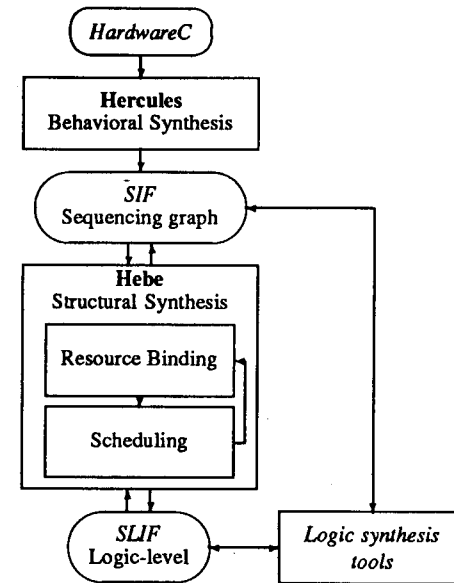 HardwareC
Hercules
Behavioral Synthesis
SIF
Sequencing graph
Hebe
Structural Synthesis
Resource Binding
Scheduling
SLIF
Logic-level
Logic synthesis
tools